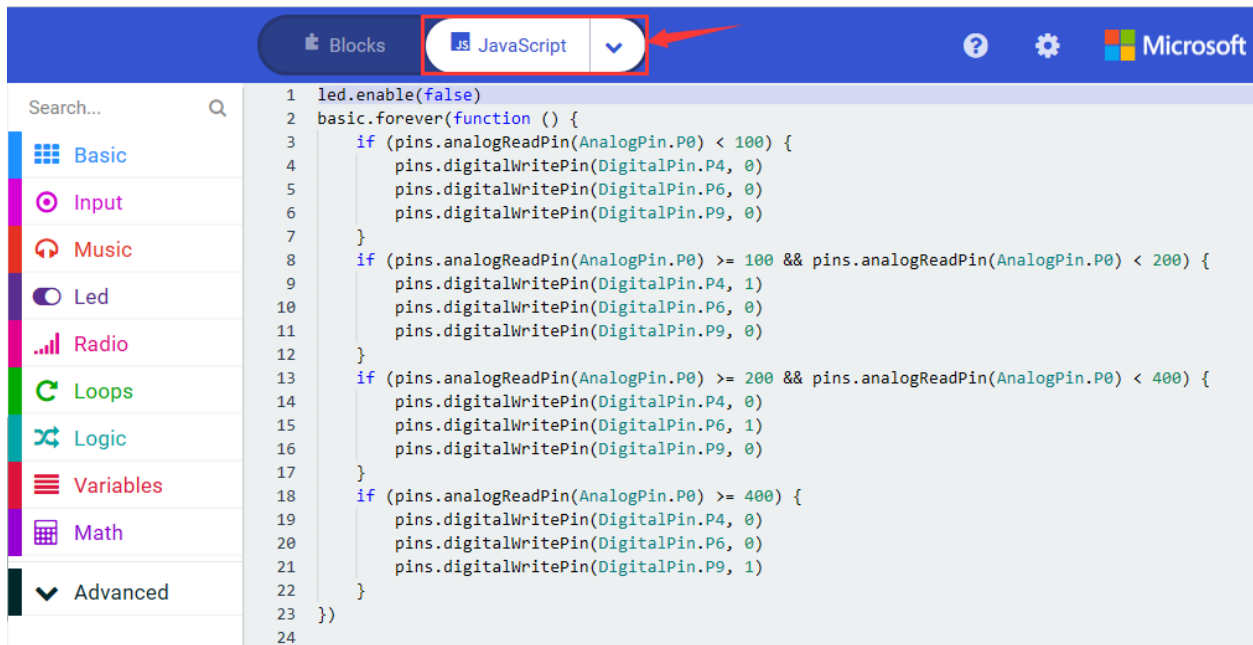 Blocks
JS JavaScript
?
Microsoft
Search...
Basic
Input
Music
Led
Radio
Loops
Logic
Variables
Math
Advanced
1 led.enable(false)
2 basic.forever(function () {
3     if (pins.analogReadPin(AnalogPin.P0) < 100) {
4         pins.digitalWritePin(DigitalPin.P4, 0)
5         pins.digitalWritePin(DigitalPin.P6, 0)
6         pins.digitalWritePin(DigitalPin.P9, 0)
7     }
8     if (pins.analogReadPin(AnalogPin.P0) >= 100 && pins.analogReadPin(AnalogPin.P0) < 200) {
9         pins.digitalWritePin(DigitalPin.P4, 1)
10         pins.digitalWritePin(DigitalPin.P6, 0)
11         pins.digitalWritePin(DigitalPin.P9, 0)
12     }
13     if (pins.analogReadPin(AnalogPin.P0) >= 200 && pins.analogReadPin(AnalogPin.P0) < 400) {
14         pins.digitalWritePin(DigitalPin.P4, 0)
15         pins.digitalWritePin(DigitalPin.P6, 1)
16         pins.digitalWritePin(DigitalPin.P9, 0)
17     }
18     if (pins.analogReadPin(AnalogPin.P0) >= 400) {
19         pins.digitalWritePin(DigitalPin.P4, 0)
20         pins.digitalWritePin(DigitalPin.P6, 0)
21         pins.digitalWritePin(DigitalPin.P9, 1)
22     }
23 })
24